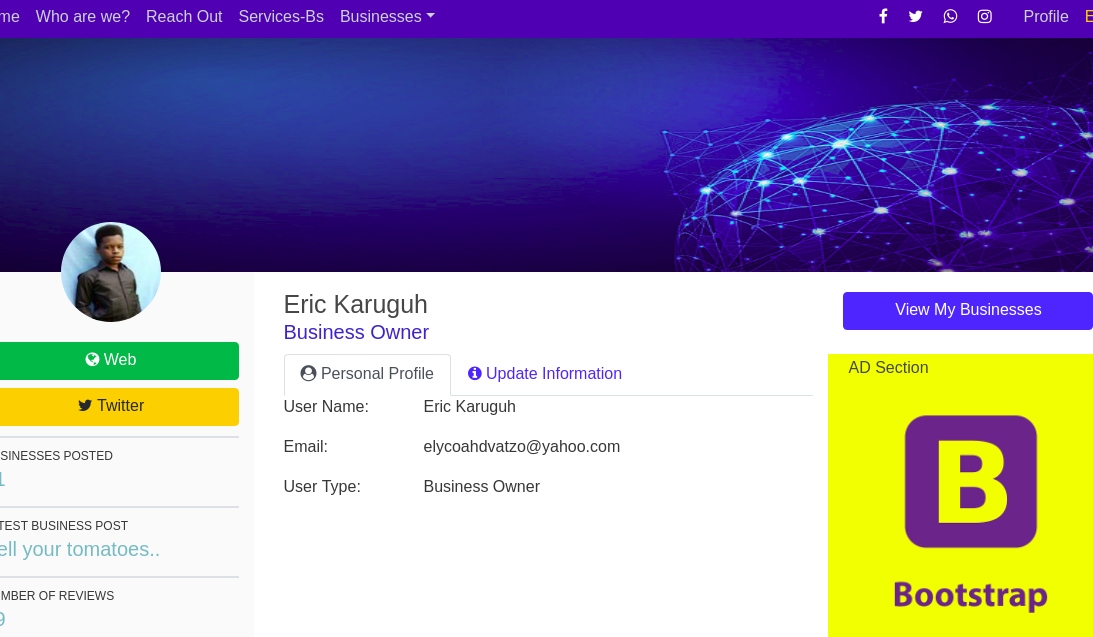 me Who are we? Reach Out Services-Bs Businesses Profile E
Eric Karuguh
Business Owner
View My Businesses
Web
Twitter
Personal Profile Update Information
AD Section
User Name: Eric Karuguh
Email: elycoahdvatzo@yahoo.com
User Type: Business Owner
SINESSES POSTED
1
TEST BUSINESS POST
ell your tomatoes..
MBER OF REVIEWS
9
B
Bootstrap